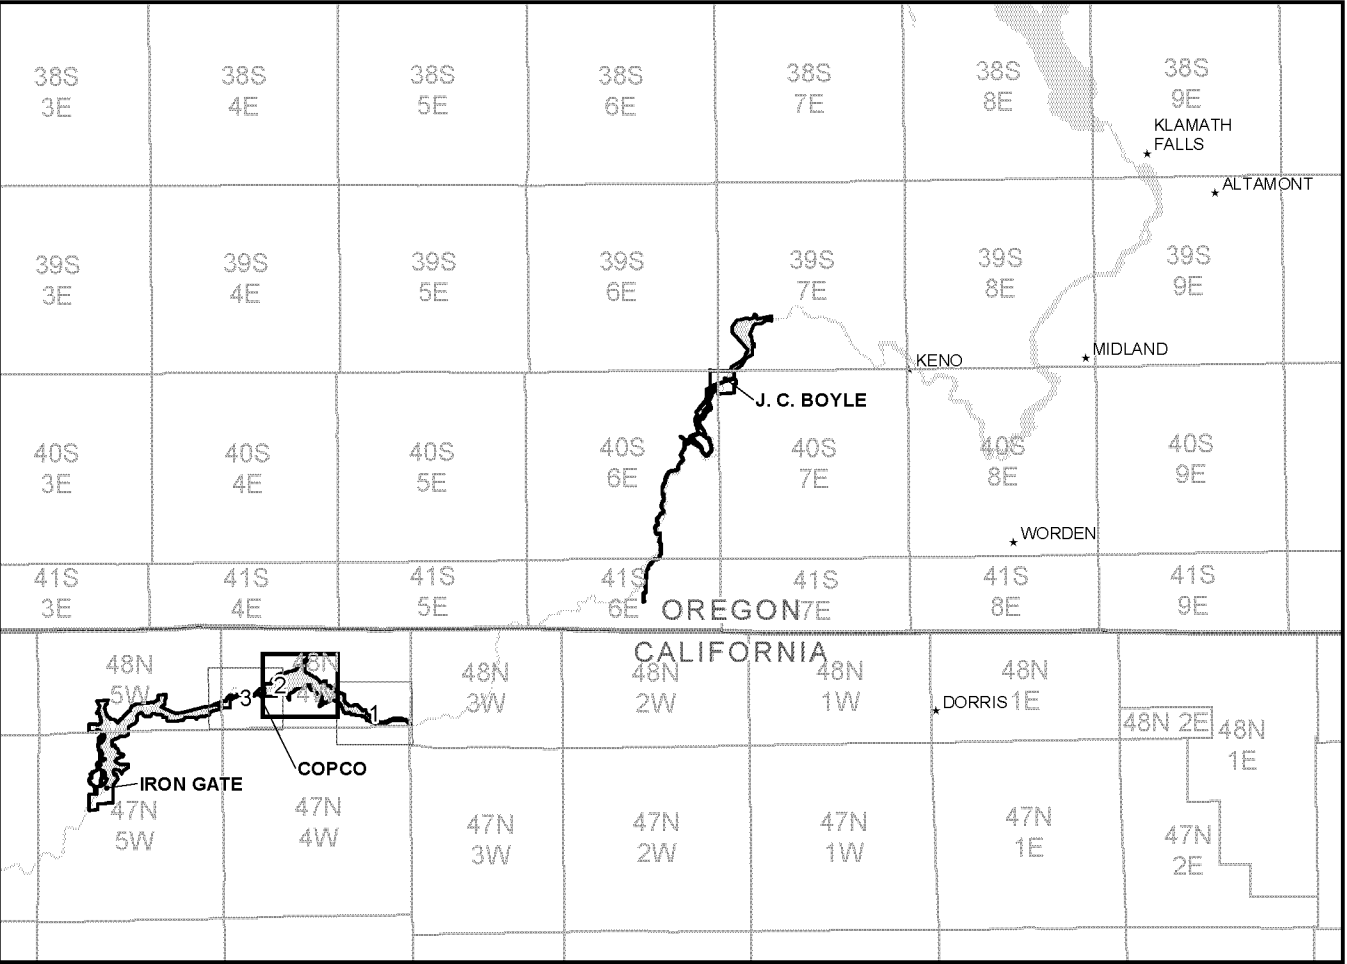 38S 38S 38S 38S 38S 38S 38S
3E 4E 5E 6E 7E 8E 9E
KLAMATH
FALLS
ALTAMONT
39S 39S 39S 39S 39S 39S 39S
3E 4E 5E 6E 7E 8E 9E
MIDLAND
KENO
J. C. BOYLE
40S 40S 40S 40S 40S 40S 40S
3E 4E 5E 6E 7E 8E 9E
WORDEN
41S 41S 41S 41S 41S 41S 41S
3E 4E 5E 6E 7E 8E 9E
OREGON
CALIFORNIA
48N 48N 48N 48N 48N 48N
5W 3W 2W 1W 1E
3 2 1
DORRIS
48N 2E
48N
1E
COPCO
IRON GATE
47N 47N 47N 47N 47N 47N 47N
5W 4W 3W 2W 1W 1E 2E